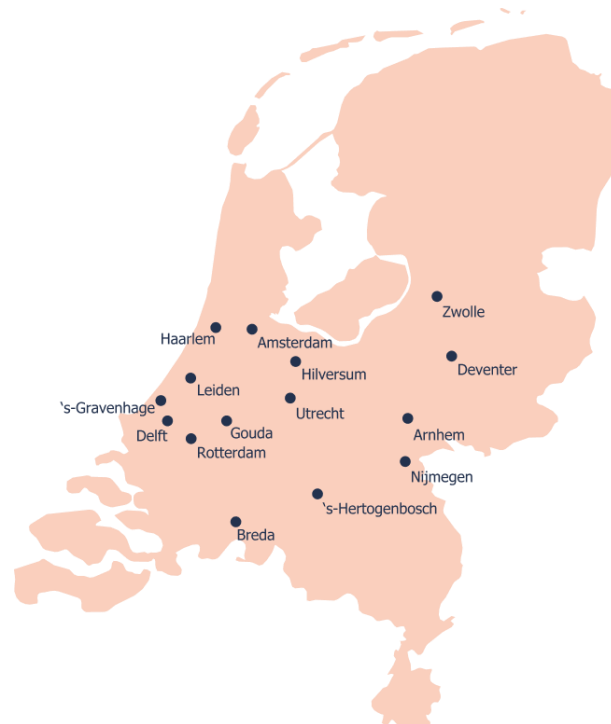 Zwolle
Haarlem
Amsterdam
Hilversum
Deventer
Leiden
‘s-Gravenhage
Utrecht
Delft
Gouda
Arnhem
Rotterdam
Nijmegen
‘s-Hertogenbosch
Breda